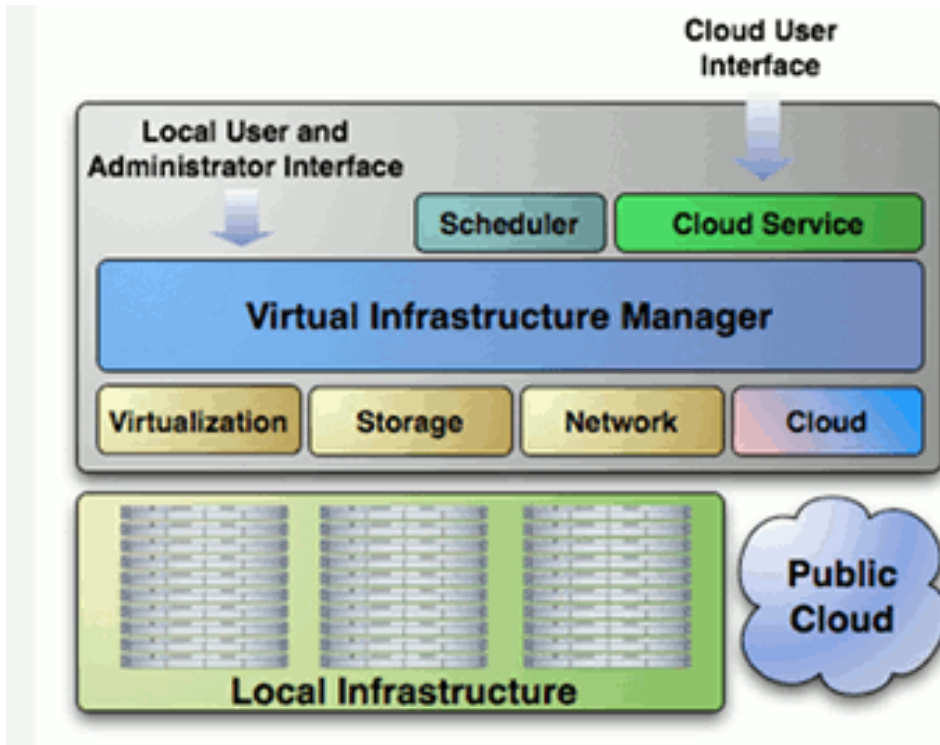 Cloud User
Interface
Local User and
Administrator Interface
Scheduler
Cloud Service
Virtual Infrastructure Manager
Virtualization
Storage
Network
Cloud
Public
Cloud
Local Infrastructure